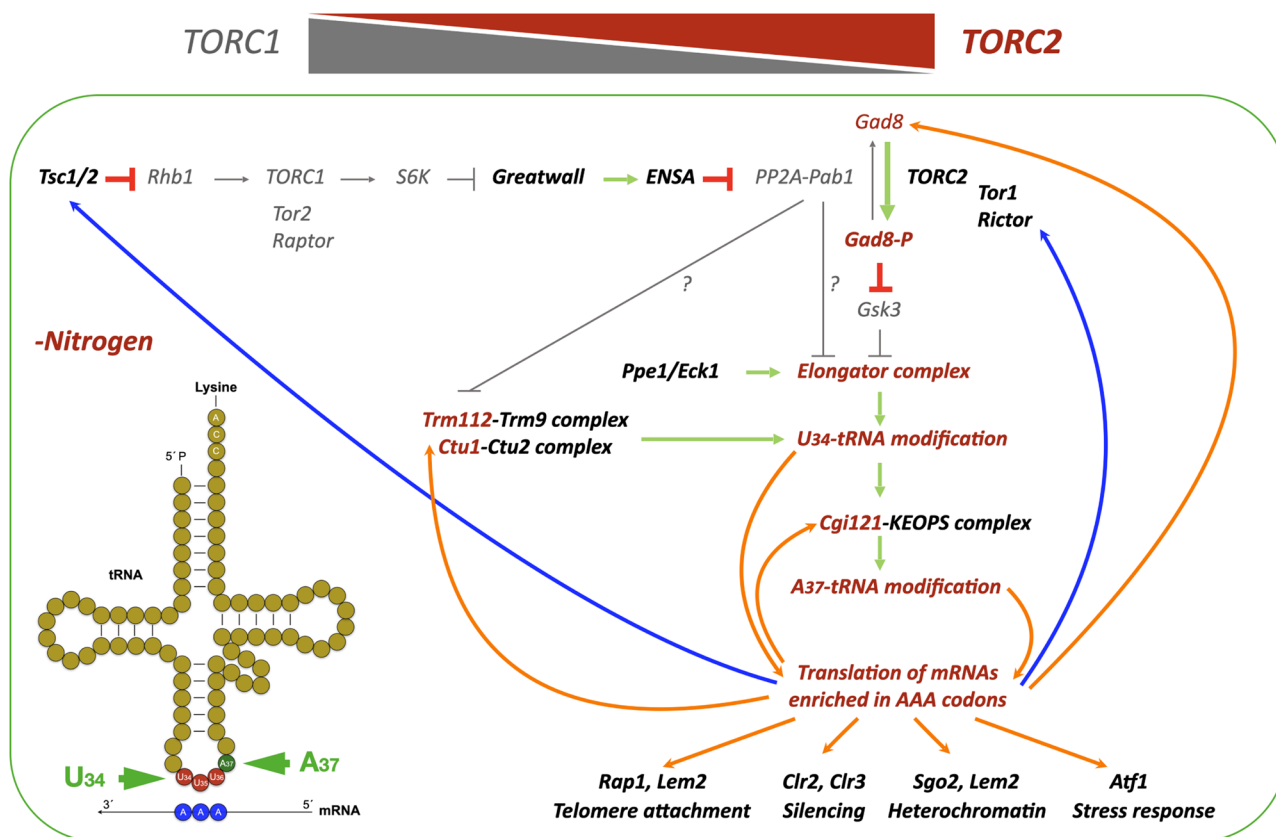 TORC1
TORC2
Gad8
Tsc1/2
Rhb1
TORC1
S6K
Greatwall
ENSA
PP2A-Pab1
TORC2
Tor1
Rictor
Tor2
Raptor
Gad8-P
?
?
Gsk3
-Nitrogen
Ppe1/Eck1
Elongator complex
Lysine
A
C
C
5´ P
Trm112-Trm9 complex
Ctu1-Ctu2 complex
U34-tRNA modification
Cgi121-KEOPS complex
tRNA
A37-tRNA modification
Translation of mRNAs
enriched in AAA codons
U34
A37
A37
U34
U35
U36
3´
A
A
A
5´
mRNA
Rap1, Lem2
Telomere attachment
Clr2, Clr3
Silencing
Sgo2, Lem2
Heterochromatin
Atf1
Stress response